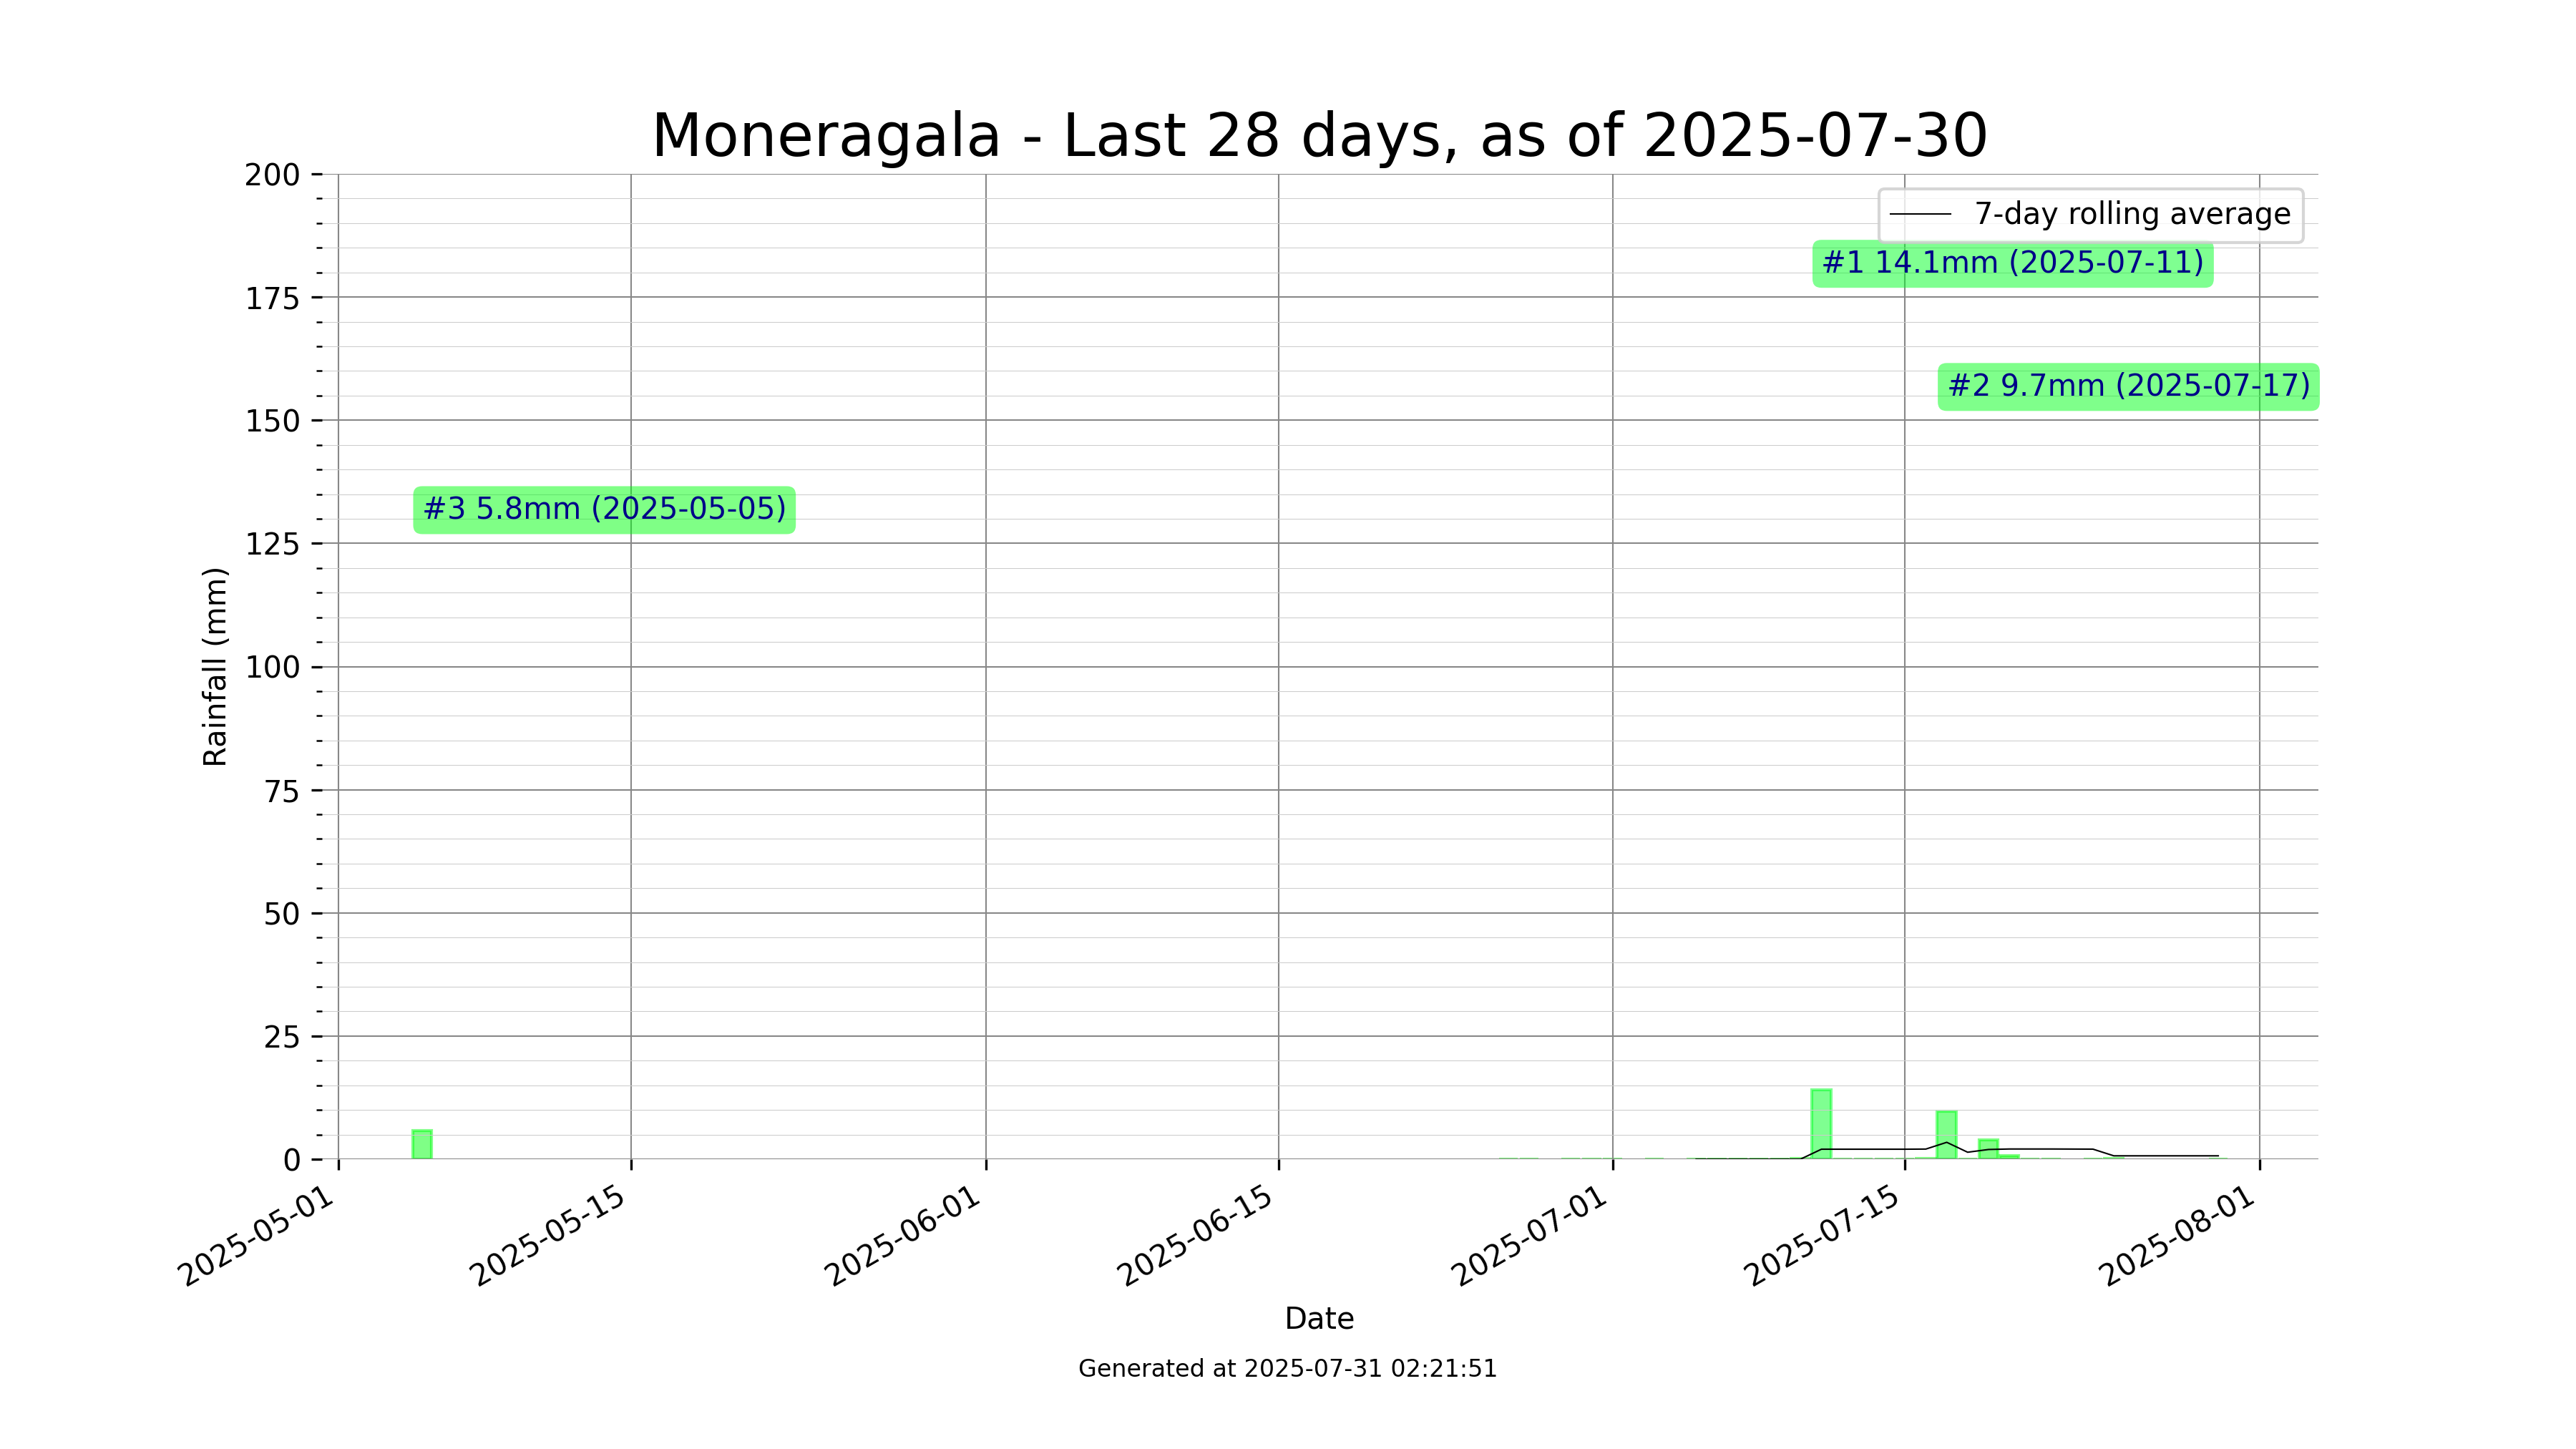 Moneragala - Last 28 days, as of 2025-07-30
200
175
150
125
100
75
50
25
0
Rainfall (mm)
7-day rolling average
#1 14.1mm (2025-07-11)
#2 9.7mm (2025-07-17)
#3 5.8mm (2025-05-05)
2025-05-01
2025-05-15
2025-06-01
2025-06-15
2025-07-01
2025-07-15
2025-08-01
Date
Generated at 2025-07-31 02:21:51